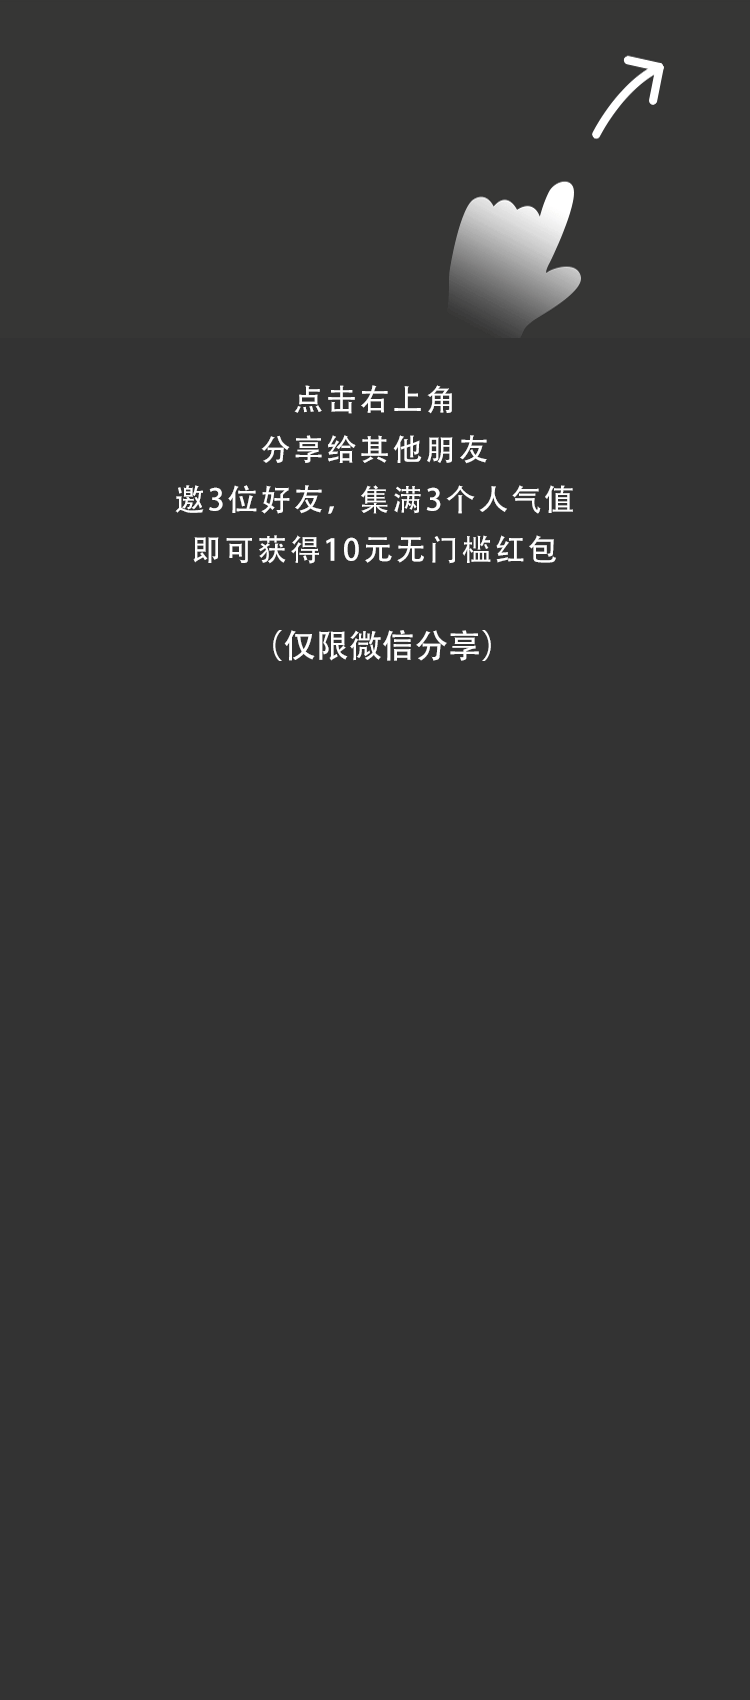 点击右上角
分享给其他朋友
邀3位好友，集满3个人气值
即可获得10元无门槛红包
（仅限微信分享）